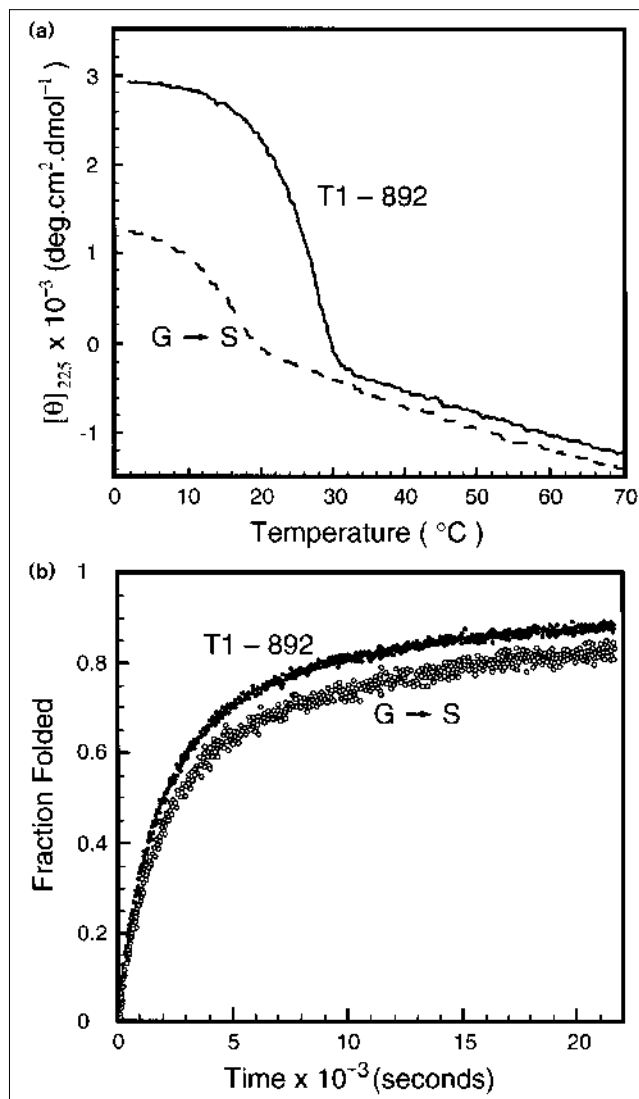 (a)
3
2
1
0
-1
[θ]225 x 10⁻³ (deg.cm².dmol⁻¹)
T1 – 892
G → S
0 10 20 30 40 50 60 70
Temperature ( °C)
(b)
1
0.8
0.6
0.4
0.2
0
Fraction Folded
T1 – 892
G → S
0 5 10 15 20
Time x 10⁻³ (seconds)